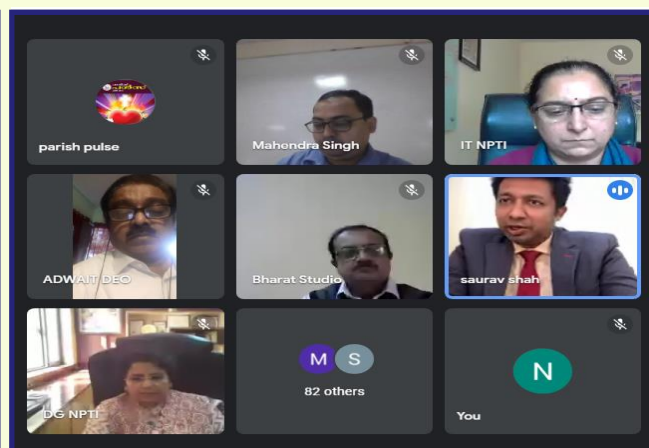 parish pulse
Mahendra Singh
IT NPTI
ADWAIT DEO
Bharat Studio
saurav shah
DG NPTI
M S
82 others
N
You